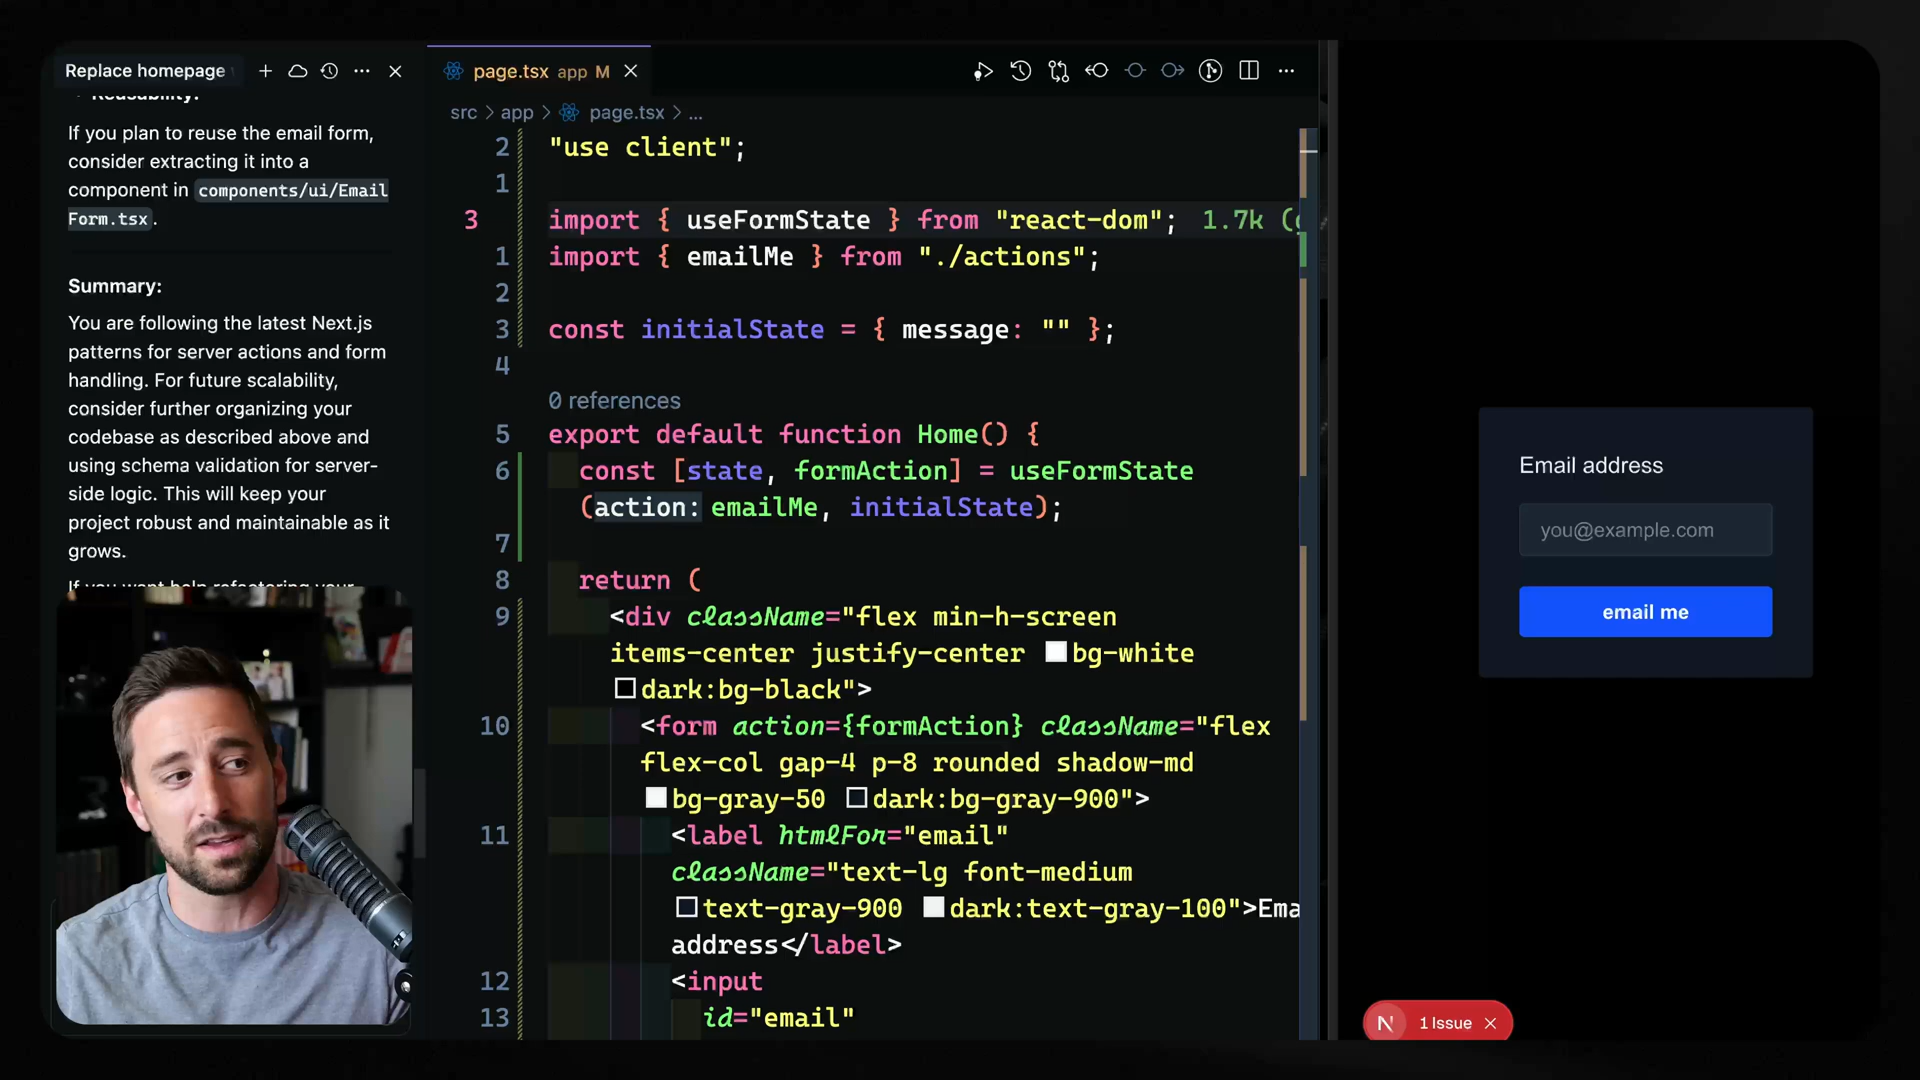 Replace homepage
Reusability:
If you plan to reuse the email form,
consider extracting it into a
component in components/ui/Email
Form.tsx.
Summary:
You are following the latest Next.js
patterns for server actions and form
handling. For future scalability,
consider further organizing your
codebase as described above and
using schema validation for server-
side logic. This will keep your
project robust and maintainable as it
grows.
If you want help refactoring your
page.tsx app M
src > app > page.tsx > ...
2 "use client";
1
3 import { useFormState } from "react-dom"; 1.7k (
1 import { emailMe } from "./actions";
2
3 const initialState = { message: "" };
4
0 references
5 export default function Home() {
6 const [state, formAction] = useFormState
(action: emailMe, initialState);
7
8 return (
9 <div className="flex min-h-screen
items-center justify-center bg-white
dark:bg-black">
10 <form action={formAction} className="flex
flex-col gap-4 p-8 rounded shadow-md
bg-gray-50 dark:bg-gray-900">
11 <label htmlFor="email"
className="text-lg font-medium
text-gray-900 dark:text-gray-100">Ema
address</label>
12 <input
13 id="email"
Email address
you@example.com
email me
N 1 Issue